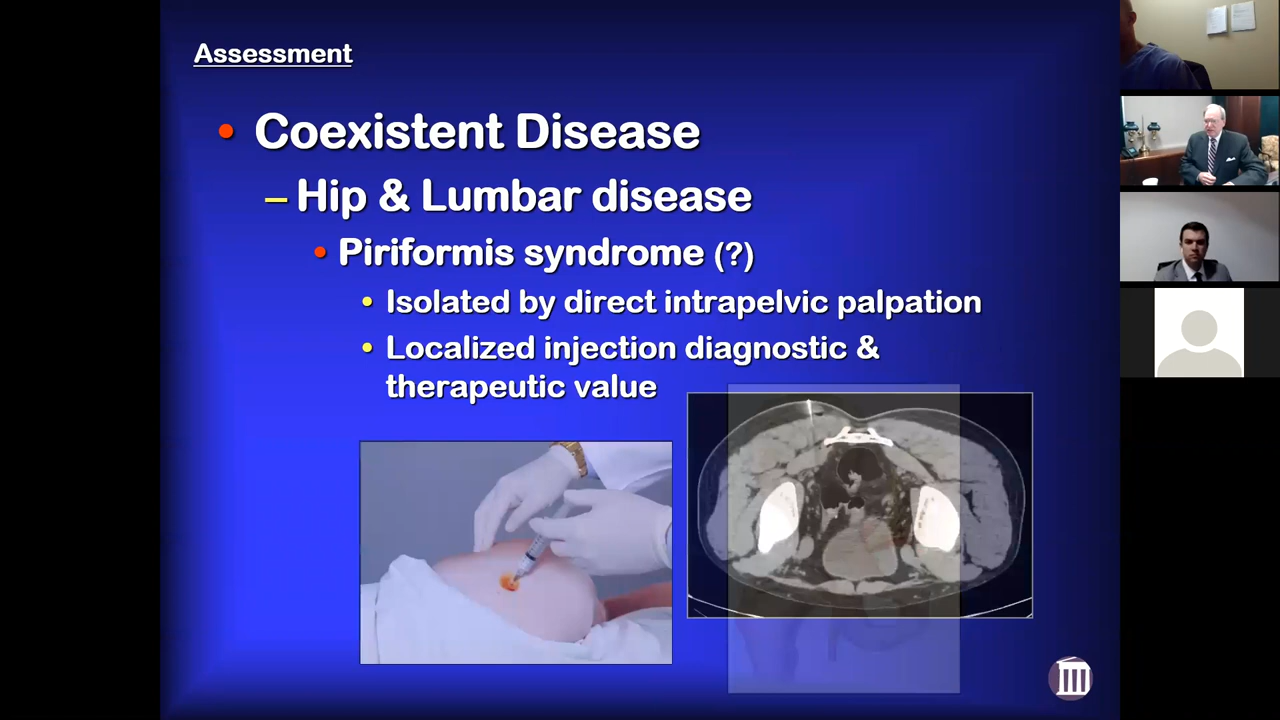 Assessment
Coexistent Disease
– Hip & Lumbar disease
Piriformis syndrome (?)
Isolated by direct intrapelvic palpation
Localized injection diagnostic &
therapeutic value